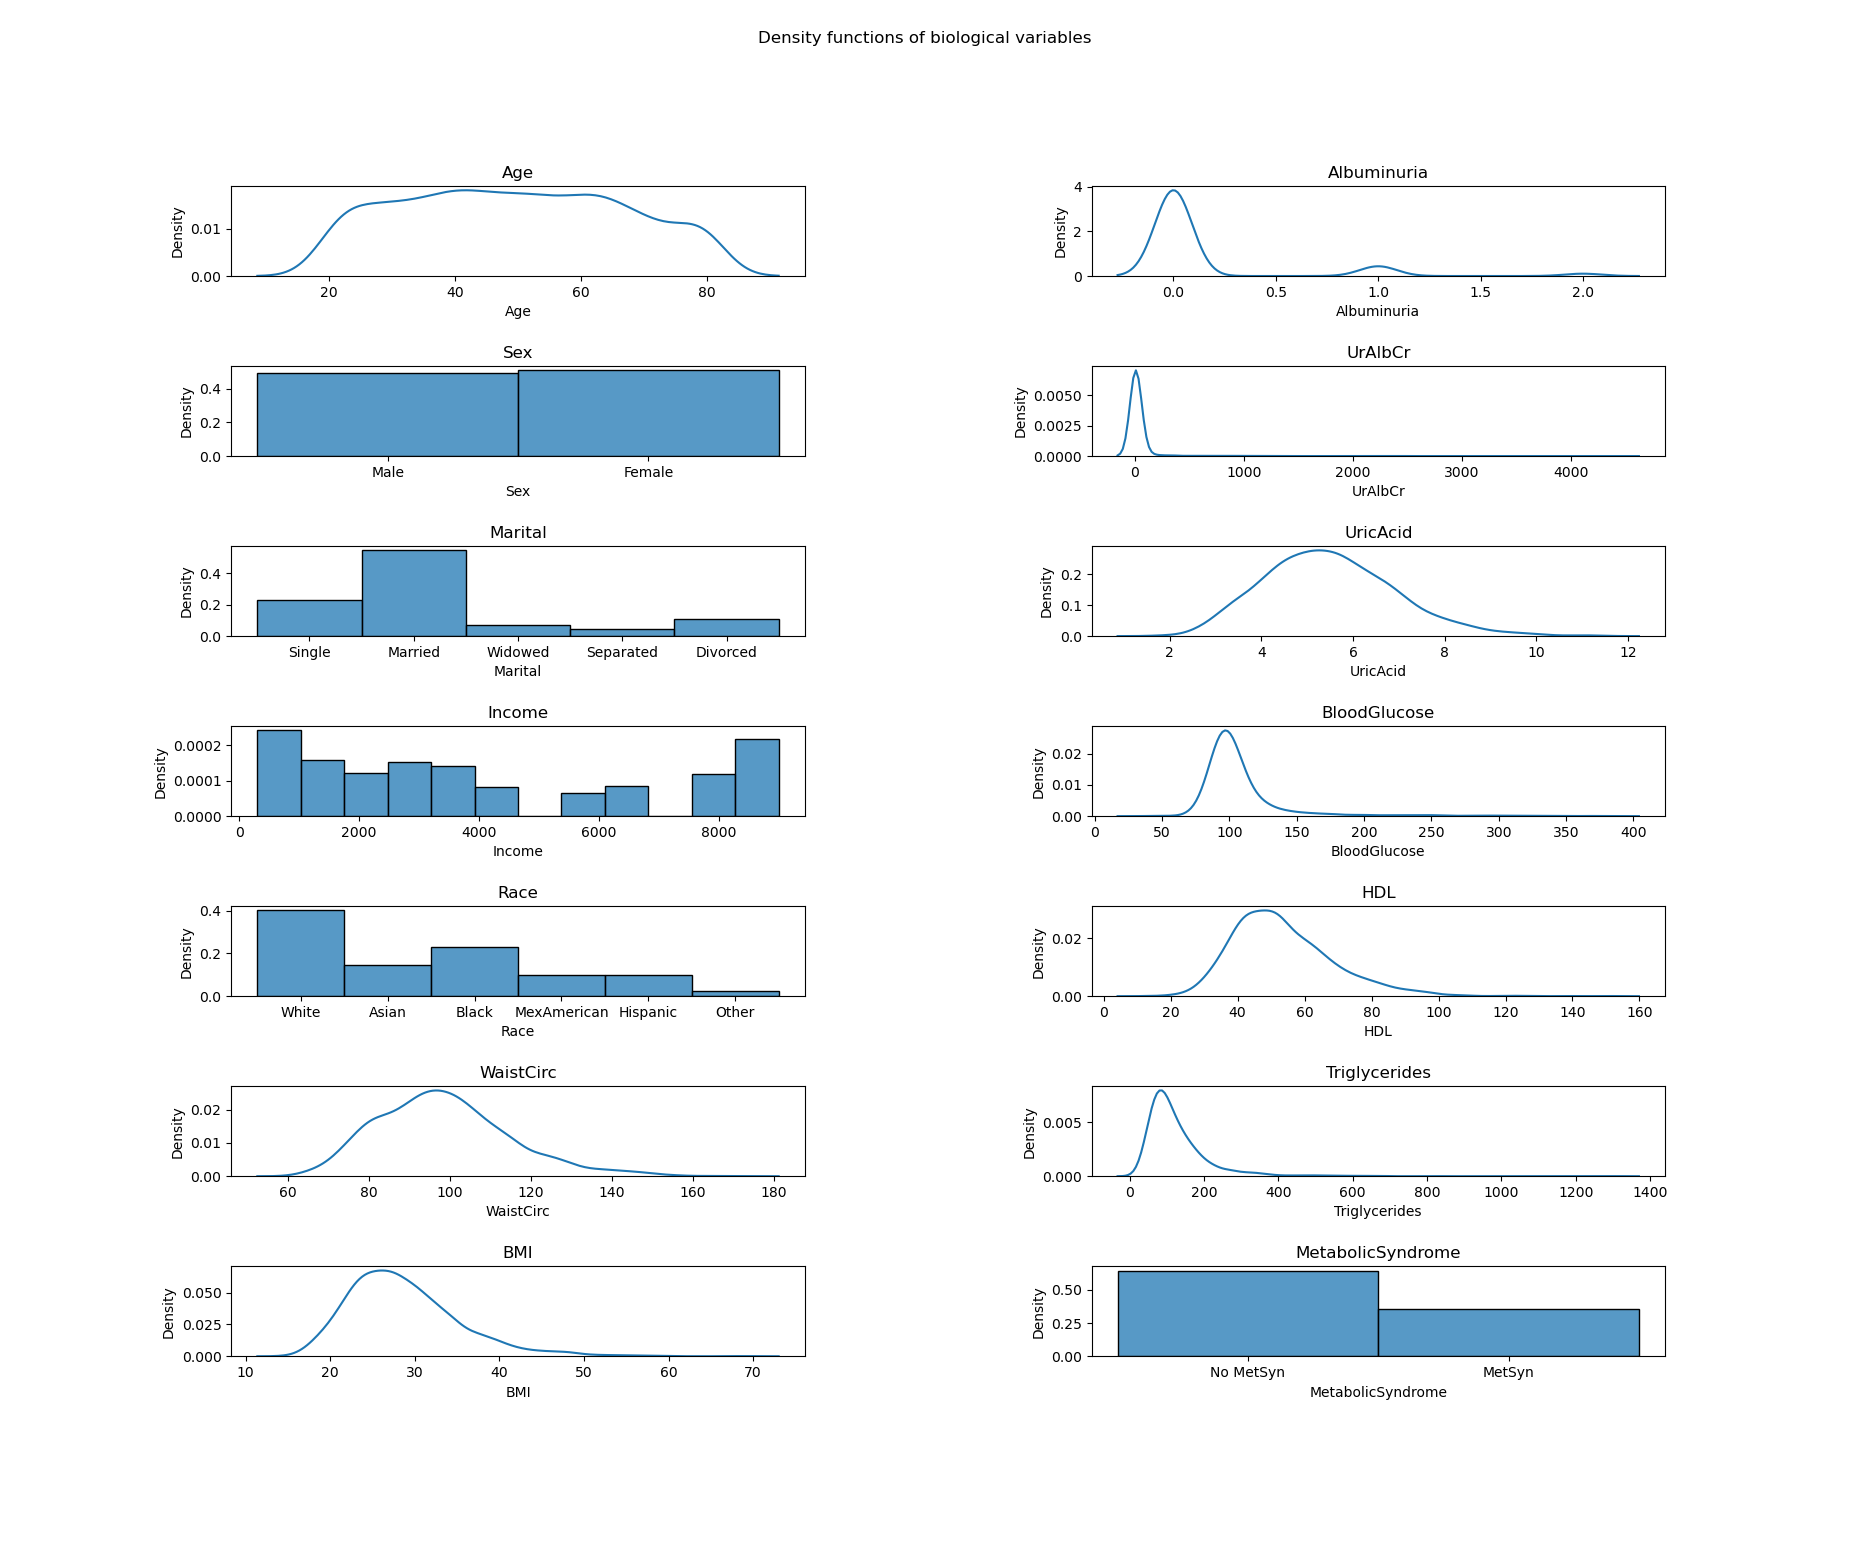 Density functions of biological variables
Age
Density
0.01
0.00
20 40 60 80
Age
Albuminuria
Density
4
2
0
0.0 0.5 1.0 1.5 2.0
Albuminuria
Sex
Density
0.4
0.2
0.0
Male Female
Sex
UrAlbCr
Density
0.0050
0.0025
0.0000
0 1000 2000 3000 4000
UrAlbCr
Marital
Density
0.4
0.2
0.0
Single Married Widowed Separated Divorced
Marital
UricAcid
Density
0.2
0.1
0.0
2 4 6 8 10 12
UricAcid
Income
Density
0.0002
0.0001
0.0000
0 2000 4000 6000 8000
Income
BloodGlucose
Density
0.02
0.01
0.00
0 50 100 150 200 250 300 350 400
BloodGlucose
Race
Density
0.4
0.2
0.0
White Asian Black MexAmerican Hispanic Other
Race
HDL
Density
0.02
0.00
0 20 40 60 80 100 120 140 160
HDL
WaistCirc
Density
0.02
0.01
0.00
60 80 100 120 140 160 180
WaistCirc
Triglycerides
Density
0.005
0.000
0 200 400 600 800 1000 1200 1400
Triglycerides
BMI
Density
0.050
0.025
0.000
10 20 30 40 50 60 70
BMI
MetabolicSyndrome
Density
0.50
0.25
0.00
No MetSyn MetSyn
MetabolicSyndrome